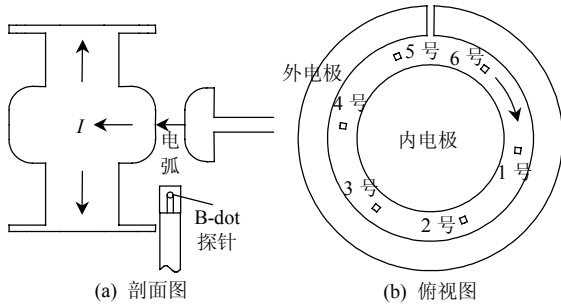 I
电
弧
B-dot
探针
(a) 剖面图
5 号
6 号
外电极
4 号
内电极
1 号
3 号
2 号
(b) 俯视图